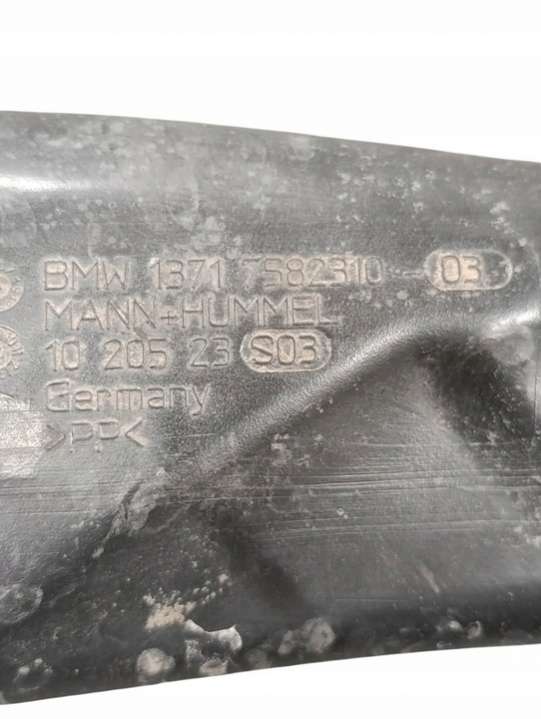 BMW 1371 7582310 - 03
MANN+HUMMEL
10 205 23 S03
Germany
>PP<